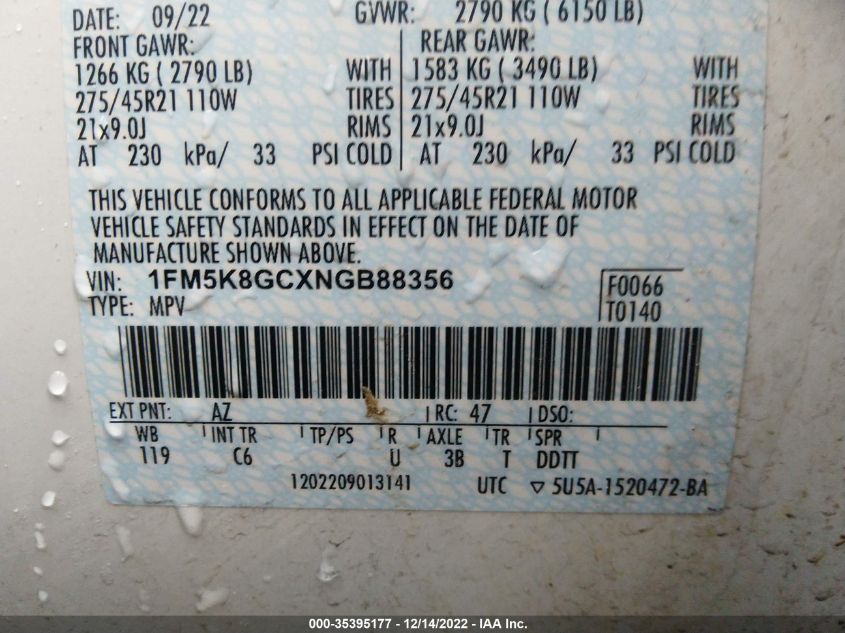 DATE: 09/22 GVWR: 2790 KG ( 6150 LB)
FRONT GAWR: REAR GAWR:
1266 KG ( 2790 LB) WITH 1583 KG ( 3490 LB) WITH
275/45R21 110W TIRES 275/45R21 110W TIRES
21x9.0J RIMS 21x9.0J RIMS
AT 230 kPa/ 33 PSI COLD AT 230 kPa/ 33 PSI COLD
THIS VEHICLE CONFORMS TO ALL APPLICABLE FEDERAL MOTOR
VEHICLE SAFETY STANDARDS IN EFFECT ON THE DATE OF
MANUFACTURE SHOWN ABOVE.
VIN: 1FM5K8GCXNGB88356 F0066
TYPE: MPV T0140
EXT PNT: AZ RC: 47 DSO:
WB INT TR TP/PS R AXLE TR SPR
119 C6 U 3B T DDTT
1202209013141 UTC ▽ 5U5A-1520472-BA
000-35395177 - 12/14/2022 - IAA Inc.